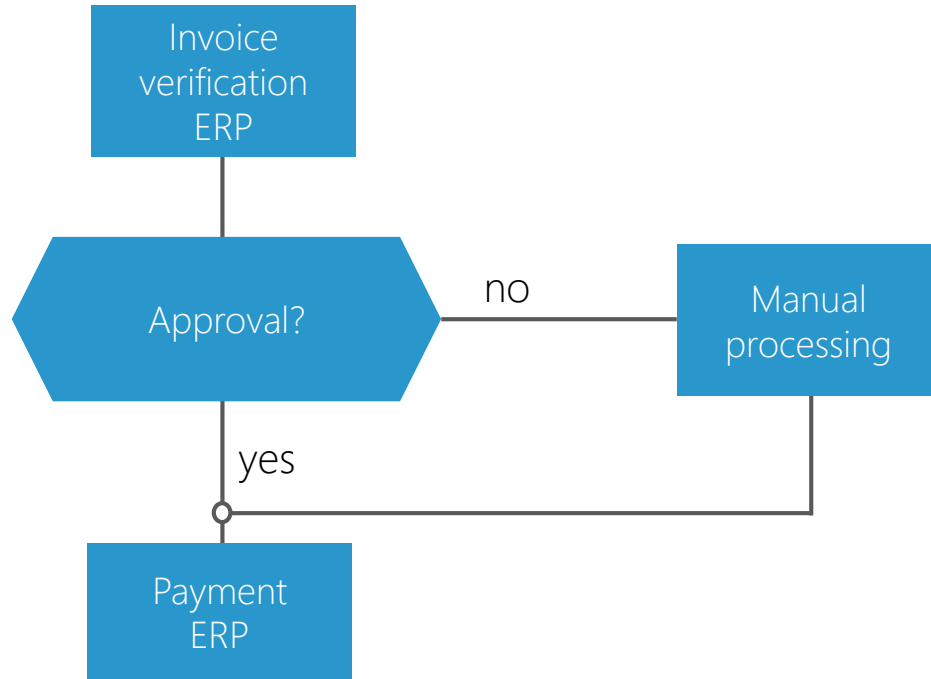 Invoice
verification
ERP
Approval?
no
Manual
processing
yes
Payment
ERP